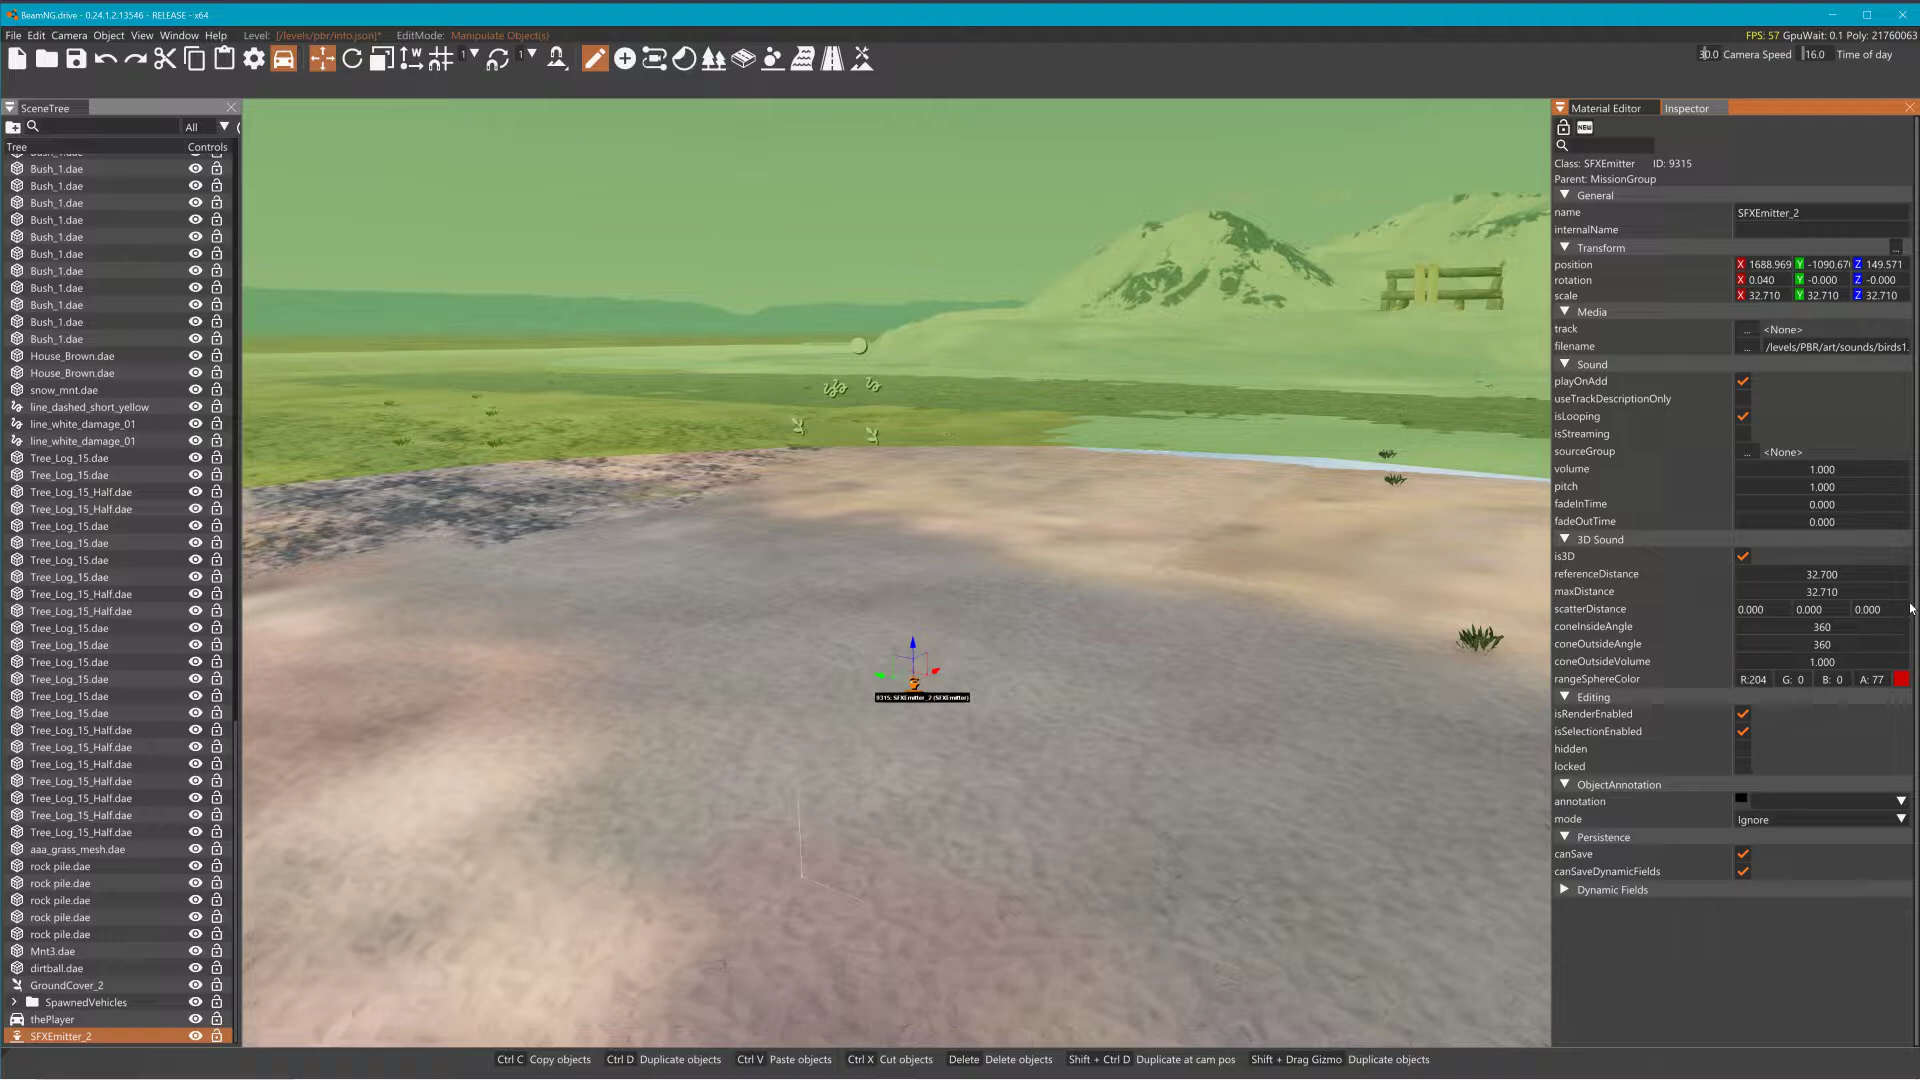 BeamNG.drive - 0.24.1.2.13546 - RELEASE - x64
File Edit Camera Object View Window Help Level: [/levels/pbr/info.json]* EditMode: Manipulate Object(s)
FPS: 57 GpuWait: 0.1 Poly: 21760063
1 1 30.0 Camera Speed 16.0 Time of day
SceneTree
All
Tree Controls
Bush_1.dae
Bush_1.dae
Bush_1.dae
Bush_1.dae
Bush_1.dae
Bush_1.dae
Bush_1.dae
Bush_1.dae
Bush_1.dae
Bush_1.dae
Bush_1.dae
Bush_1.dae
House_Brown.dae
House_Brown.dae
snow_mnt.dae
line_dashed_short_yellow
line_white_damage_01
line_white_damage_01
Tree_Log_15.dae
Tree_Log_15.dae
Tree_Log_15_Half.dae
Tree_Log_15_Half.dae
Tree_Log_15.dae
Tree_Log_15.dae
Tree_Log_15.dae
Tree_Log_15.dae
Tree_Log_15_Half.dae
Tree_Log_15_Half.dae
Tree_Log_15.dae
Tree_Log_15.dae
Tree_Log_15.dae
Tree_Log_15.dae
Tree_Log_15.dae
Tree_Log_15.dae
Tree_Log_15_Half.dae
Tree_Log_15_Half.dae
Tree_Log_15_Half.dae
Tree_Log_15_Half.dae
Tree_Log_15_Half.dae
Tree_Log_15_Half.dae
Tree_Log_15_Half.dae
aaa_grass_mesh.dae
rock pile.dae
rock pile.dae
rock pile.dae
rock pile.dae
rock pile.dae
Mnt3.dae
dirtball.dae
GroundCover_2
SpawnedVehicles
thePlayer
SFXEmitter_2
9315: SFXEmitter_2 (SFXEmitter)
Material Editor Inspector
NEW
Class: SFXEmitter ID: 9315
Parent: MissionGroup
General
name SFXEmitter_2
internalName
Transform ...
position X 1688.969 Y -1090.67 Z 149.571
rotation X 0.040 Y -0.000 Z -0.000
scale X 32.710 Y 32.710 Z 32.710
Media
track ... <None>
filename ... /levels/PBR/art/sounds/birds1.
Sound
playOnAdd
useTrackDescriptionOnly
isLooping
isStreaming
sourceGroup ... <None>
volume 1.000
pitch 1.000
fadeInTime 0.000
fadeOutTime 0.000
3D Sound
is3D
referenceDistance 32.700
maxDistance 32.710
scatterDistance 0.000 0.000 0.000
coneInsideAngle 360
coneOutsideAngle 360
coneOutsideVolume 1.000
rangeSphereColor R:204 G: 0 B: 0 A: 77
Editing
isRenderEnabled
isSelectionEnabled
hidden
locked
ObjectAnnotation
annotation
mode Ignore
Persistence
canSave
canSaveDynamicFields
Dynamic Fields
Ctrl C Copy objects Ctrl D Duplicate objects Ctrl V Paste objects Ctrl X Cut objects Delete Delete objects Shift + Ctrl D Duplicate at cam pos Shift + Drag Gizmo Duplicate objects